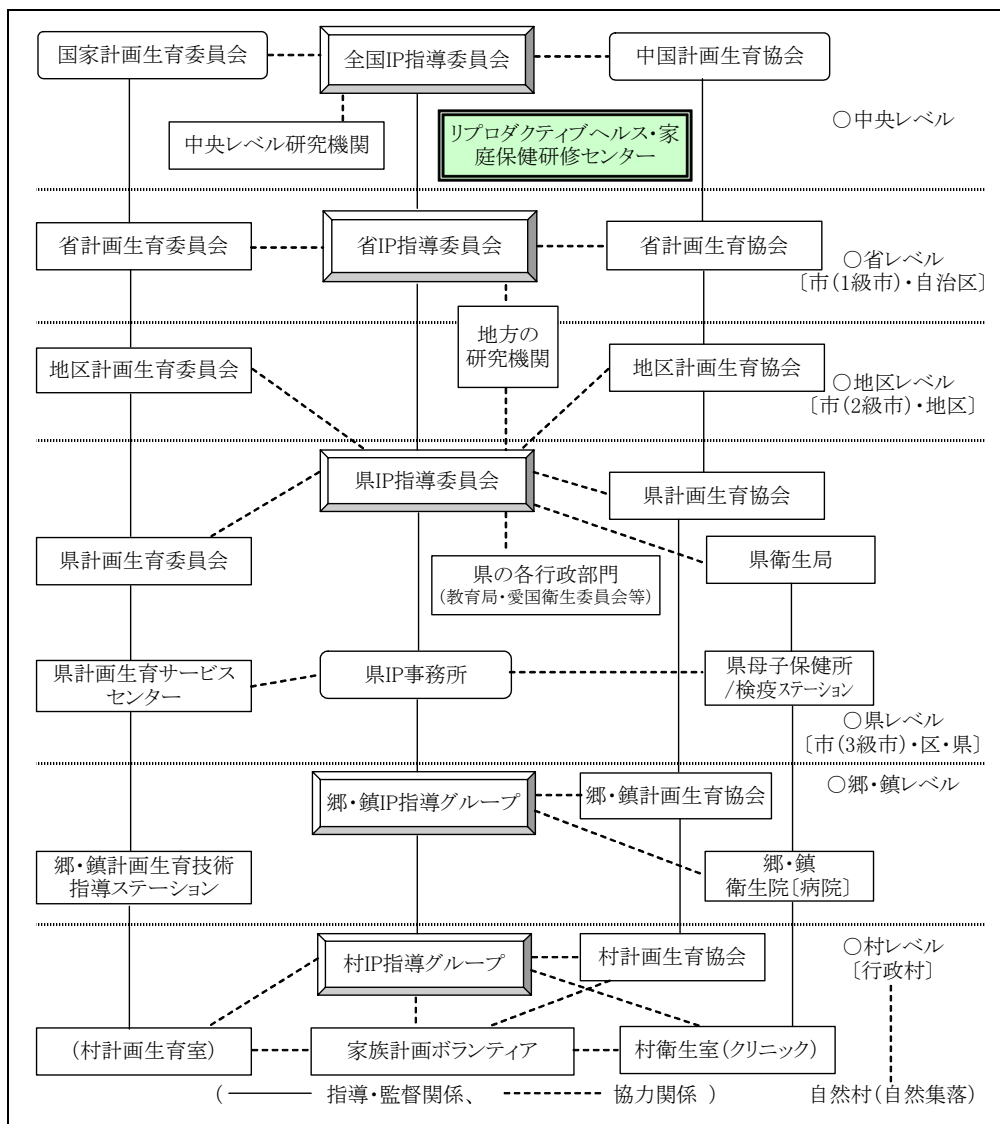 国家計画生育委員会
全国IP指導委員会
中国計画生育協会
中央レベル研究機関
リプロダクティブヘルス・家
庭保健研修センター
○中央レベル
省計画生育委員会
省IP指導委員会
省計画生育協会
○省レベル
〔市(1級市)・自治区〕
地方の
研究機関
地区計画生育委員会
地区計画生育協会
○地区レベル
〔市(2級市)・地区〕
県IP指導委員会
県計画生育協会
県計画生育委員会
県の各行政部門
(教育局・愛国衛生委員会等)
県衛生局
県計画生育サービス
センター
県IP事務所
県母子保健所
/検疫ステーション
○県レベル
〔市(3級市)・区・県〕
郷・鎮IP指導グループ
郷・鎮計画生育協会
○郷・鎮レベル
郷・鎮計画生育技術
指導ステーション
郷・鎮
衛生院〔病院〕
村IP指導グループ
村計画生育協会
○村レベル
〔行政村〕
(村計画生育室)
家族計画ボランティア
村衛生室(クリニック)
( 指導・監督関係、 協力関係 )
自然村(自然集落)